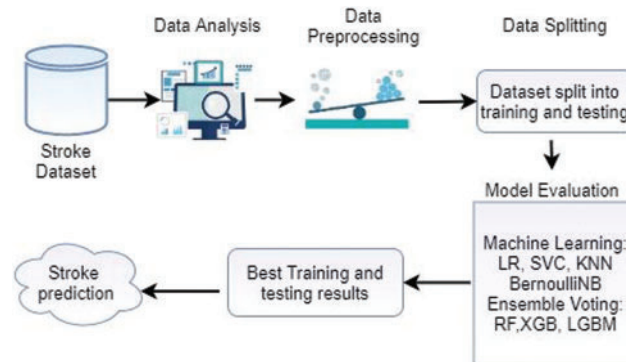 Data Analysis
Data
Preprocessing
Data Splitting
Stroke
Dataset
Dataset split into
training and testing
Model Evaluation
Machine Learning:
LR, SVC, KNN
BernoulliNB
Ensemble Voting:
RF,XGB, LGBM
Best Training and
testing results
Stroke
prediction